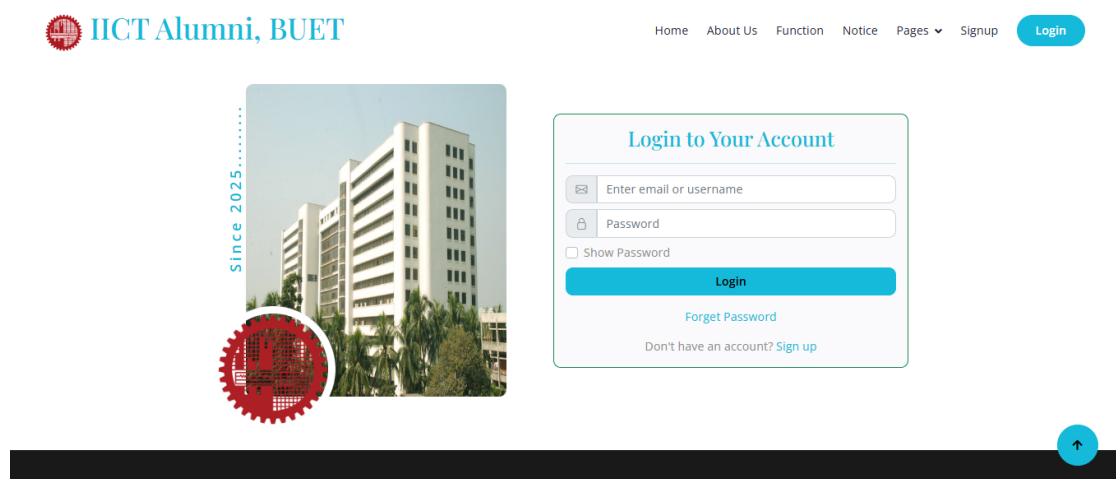 IICT Alumni, BUET
Home About Us Function Notice Pages Signup Login
Since 2025.........
Login to Your Account
Enter email or username
Password
Show Password
Login
Forget Password
Don't have an account? Sign up